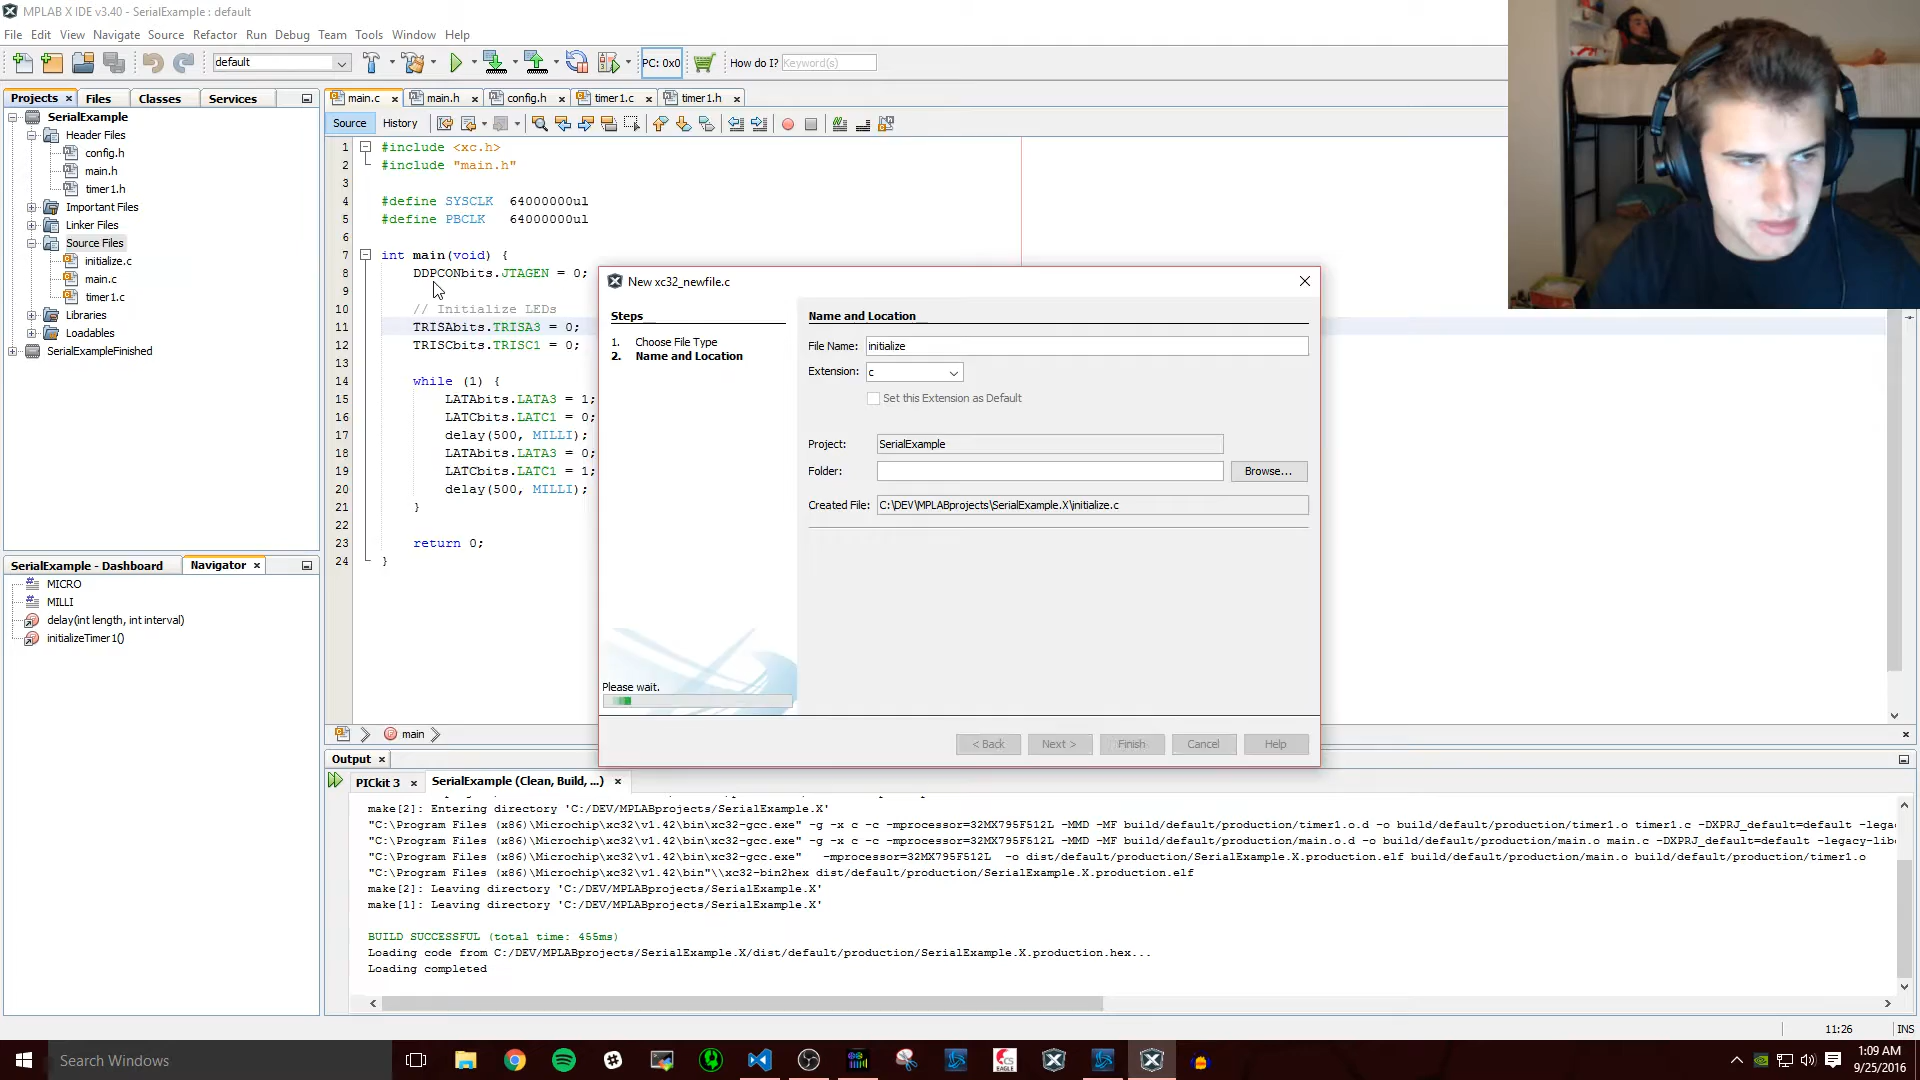 MPLAB X IDE v3.40 - SerialExample : default
File Edit View Navigate Source Refactor Run Debug Team Tools Window Help
default PC: 0x0 How do I? Keyword(s)
Projects Files Classes Services
main.c main.h config.h timer1.c timer1.h
Source History
SerialExample
Header Files
config.h
main.h
timer1.h
Important Files
Linker Files
Source Files
initialize.c
main.c
timer1.c
Libraries
Loadables
SerialExampleFinished
1 #include <xc.h>
2 #include "main.h"
3
4 #define SYSCLK 64000000ul
5 #define PBCLK 64000000ul
6
7 int main(void) {
8 DDPCONbits.JTAGEN = 0;
9
10 // Initialize LEDs
11 TRISAbits.TRISA3 = 0;
12 TRISCbits.TRISC1 = 0;
13
14 while (1) {
15 LATAbits.LATA3 = 1;
16 LATCbits.LATC1 = 0;
17 delay(500, MILLI);
18 LATAbits.LATA3 = 0;
19 LATCbits.LATC1 = 1;
20 delay(500, MILLI);
21 }
22
23 return 0;
24 }
New xc32_newfile.c
Steps
1. Choose File Type
2. Name and Location
Please wait.
Name and Location
File Name: initialize
Extension: c
Set this Extension as Default
Project: SerialExample
Folder: Browse...
Created File: C:\DEV\MPLABprojects\SerialExample.X\initialize.c
< Back Next > Finish Cancel Help
SerialExample - Dashboard Navigator
MICRO
MILLI
delay(int length, int interval)
initializeTimer1()
main
Output
PICkit 3 SerialExample (Clean, Build, ...)
make[2]: Entering directory 'C:/DEV/MPLABprojects/SerialExample.X'
"C:\Program Files (x86)\Microchip\xc32\v1.42\bin\xc32-gcc.exe" -g -x c -c -mprocessor=32MX795F512L -MMD -MF build/default/production/timer1.o.d -o build/default/production/timer1.o timer1.c -DXPRJ_default=default -legac
"C:\Program Files (x86)\Microchip\xc32\v1.42\bin\xc32-gcc.exe" -g -x c -c -mprocessor=32MX795F512L -MMD -MF build/default/production/main.o.d -o build/default/production/main.o main.c -DXPRJ_default=default -legacy-lib
"C:\Program Files (x86)\Microchip\xc32\v1.42\bin\xc32-gcc.exe" -mprocessor=32MX795F512L -o dist/default/production/SerialExample.X.production.elf build/default/production/main.o build/default/production/timer1.o
"C:\Program Files (x86)\Microchip\xc32\v1.42\bin"\\xc32-bin2hex dist/default/production/SerialExample.X.production.elf
make[2]: Leaving directory 'C:/DEV/MPLABprojects/SerialExample.X'
make[1]: Leaving directory 'C:/DEV/MPLABprojects/SerialExample.X'
BUILD SUCCESSFUL (total time: 455ms)
Loading code from C:/DEV/MPLABprojects/SerialExample.X/dist/default/production/SerialExample.X.production.hex...
Loading completed
11:26 INS
Search Windows
EAGLE
1:09 AM
9/25/2016